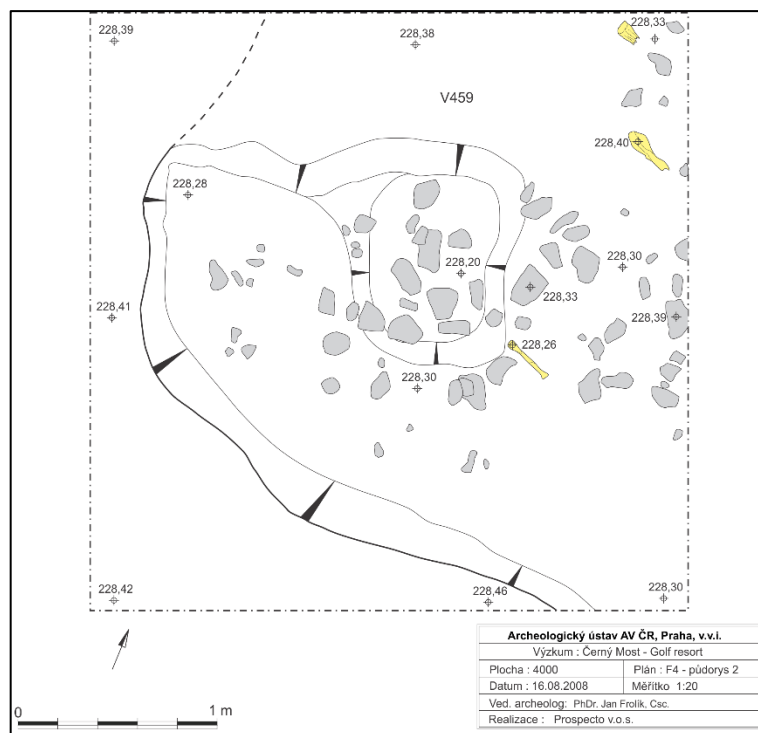 228,39
228,38
228,33
V459
228,40
228,28
228,20
228,30
228,33
228,41
228,39
228,26
228,30
228,42
228,46
228,30
0 1 m
Archeologický ústav AV ČR, Praha, v.v.i.
Výzkum : Černý Most - Golf resort
Plocha : 4000 Plán : F4 - půdorys 2
Datum : 16.08.2008 Měřítko 1:20
Ved. archeolog: PhDr. Jan Frolík, Csc.
Realizace : Prospecto v.o.s.